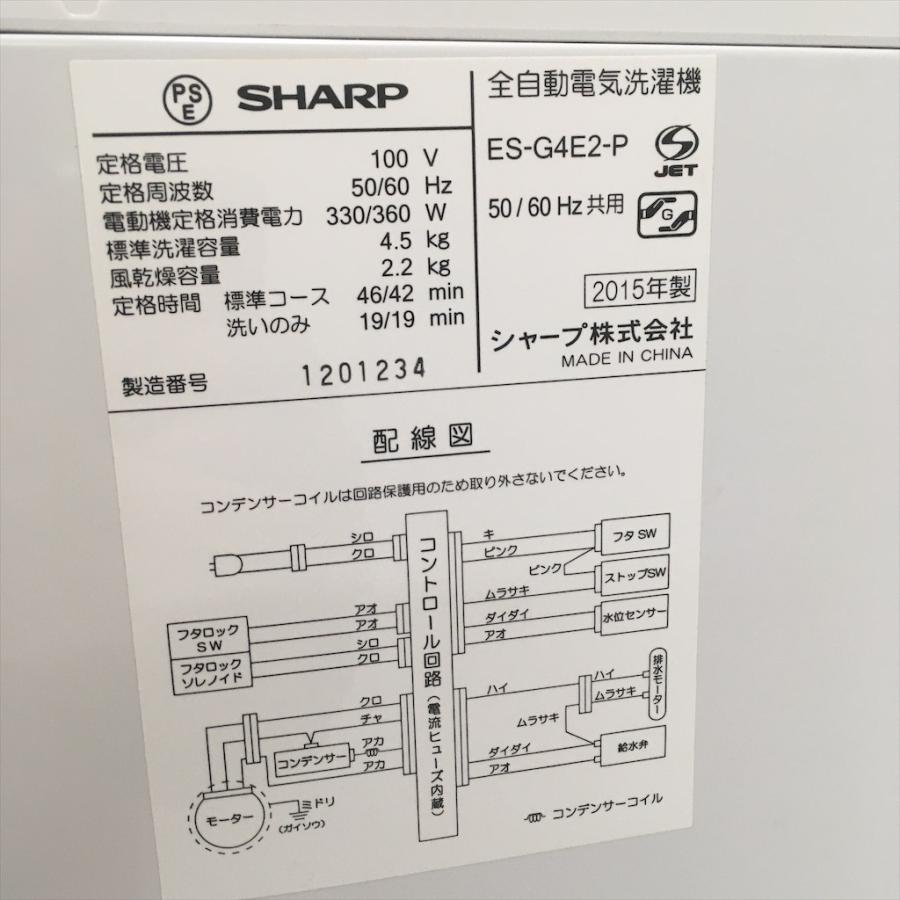 PSE SHARP
定格電圧 100 V
定格周波数 50/60 Hz
電動機定格消費電力 330/360 W
標準洗濯容量 4.5 kg
風乾燥容量 2.2 kg
定格時間 標準コース 46/42 min
洗いのみ 19/19 min
製造番号 1201234
全自動電気洗濯機
ES-G4E2-P
S JET
50/60 Hz 共用
G
2015年製
シャープ株式会社
MADE IN CHINA
配線図
コンデンサーコイルは回路保護用のため取り外さないでください。
シロ
クロ
アオ
アオ
フタロックSW
シロ
クロ
フタロックソレノイド
クロ
チャ
アカ
コンデンサー
アカ
モーター
ミドリ
(ガイソウ)
コントロール回路(電流ヒューズ内蔵)
キ
フタSW
ピンク
ピンク
ストップSW
ムラサキ
ダイダイ
水位センサー
アオ
ハイ
ハイ
ムラサキ
排水モーター
ムラサキ
ダイダイ
給水弁
アオ
コンデンサーコイル